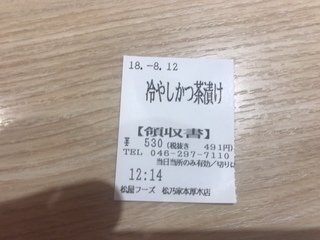 18.-8.12
冷やしかつ茶漬け
【領収書】
530(税抜き 491円)
TEL 046-297-7110
当日当所のみ有効/切り
12:14
松屋フーズ 松乃家本厚木店